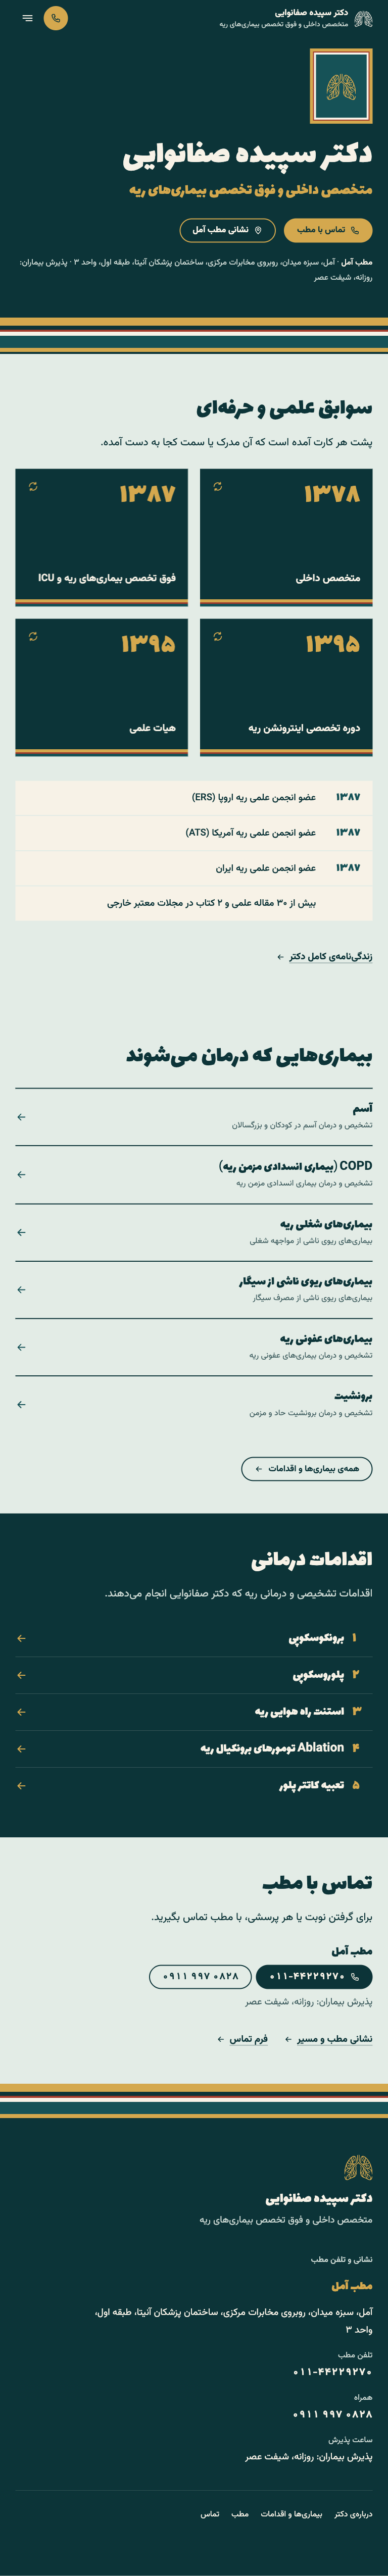 دکتر سپیده صفانوایی
متخصص داخلی و فوق تخصص بیماری‌های ریه
دکتر سپیده صفانوایی
متخصص داخلی و فوق تخصص بیماری‌های ریه
تماس با مطب
نشانی مطب آمل
مطب آمل · آمل، سبزه میدان، روبروی مخابرات مرکزی، ساختمان پزشکان آنیتا، طبقه اول، واحد ۳ · پذیرش بیماران:
روزانه، شیفت عصر
سوابق علمی و حرفه‌ای
پشت هر کارت آمده است که آن مدرک یا سمت کجا به دست آمده.
۱۳۷۸
متخصص داخلی
۱۳۸۷
فوق تخصص بیماری‌های ریه و ICU
۱۳۹۵
دوره تخصصی اینترونشن ریه
۱۳۹۵
هیات علمی
۱۳۸۷ عضو انجمن علمی ریه اروپا (ERS)
۱۳۸۷ عضو انجمن علمی ریه آمریکا (ATS)
۱۳۸۷ عضو انجمن علمی ریه ایران
بیش از ۳۰ مقاله علمی و ۲ کتاب در مجلات معتبر خارجی
زندگی‌نامه‌ی کامل دکتر ←
بیماری‌هایی که درمان می‌شوند
آسم
تشخیص و درمان آسم در کودکان و بزرگسالان
COPD (بیماری انسدادی مزمن ریه)
تشخیص و درمان بیماری انسدادی مزمن ریه
بیماری‌های شغلی ریه
بیماری‌های ریوی ناشی از مواجهه شغلی
بیماری‌های ریوی ناشی از سیگار
بیماری‌های ریوی ناشی از مصرف سیگار
بیماری‌های عفونی ریه
تشخیص و درمان بیماری‌های عفونی ریه
برونشیت
تشخیص و درمان برونشیت حاد و مزمن
همه‌ی بیماری‌ها و اقدامات ←
اقدامات درمانی
اقدامات تشخیصی و درمانی ریه که دکتر صفانوایی انجام می‌دهند.
۱ برونکوسکوپی
۲ پلوروسکوپی
۳ استنت راه هوایی ریه
۴ Ablation تومورهای برونکیال ریه
۵ تعبیه کاتتر پلور
تماس با مطب
برای گرفتن نوبت یا هر پرسشی، با مطب تماس بگیرید.
مطب آمل
۰۱۱-۴۴۲۲۹۲۷۰
۰۹۱۱ ۹۹۷ ۰۸۲۸
پذیرش بیماران: روزانه، شیفت عصر
نشانی مطب و مسیر ←
فرم تماس ←
دکتر سپیده صفانوایی
متخصص داخلی و فوق تخصص بیماری‌های ریه
نشانی و تلفن مطب
مطب آمل
آمل، سبزه میدان، روبروی مخابرات مرکزی، ساختمان پزشکان آنیتا، طبقه اول،
واحد ۳
تلفن مطب
۰۱۱-۴۴۲۲۹۲۷۰
همراه
۰۹۱۱ ۹۹۷ ۰۸۲۸
ساعت پذیرش
پذیرش بیماران: روزانه، شیفت عصر
درباره‌ی دکتر بیماری‌ها و اقدامات مطب تماس